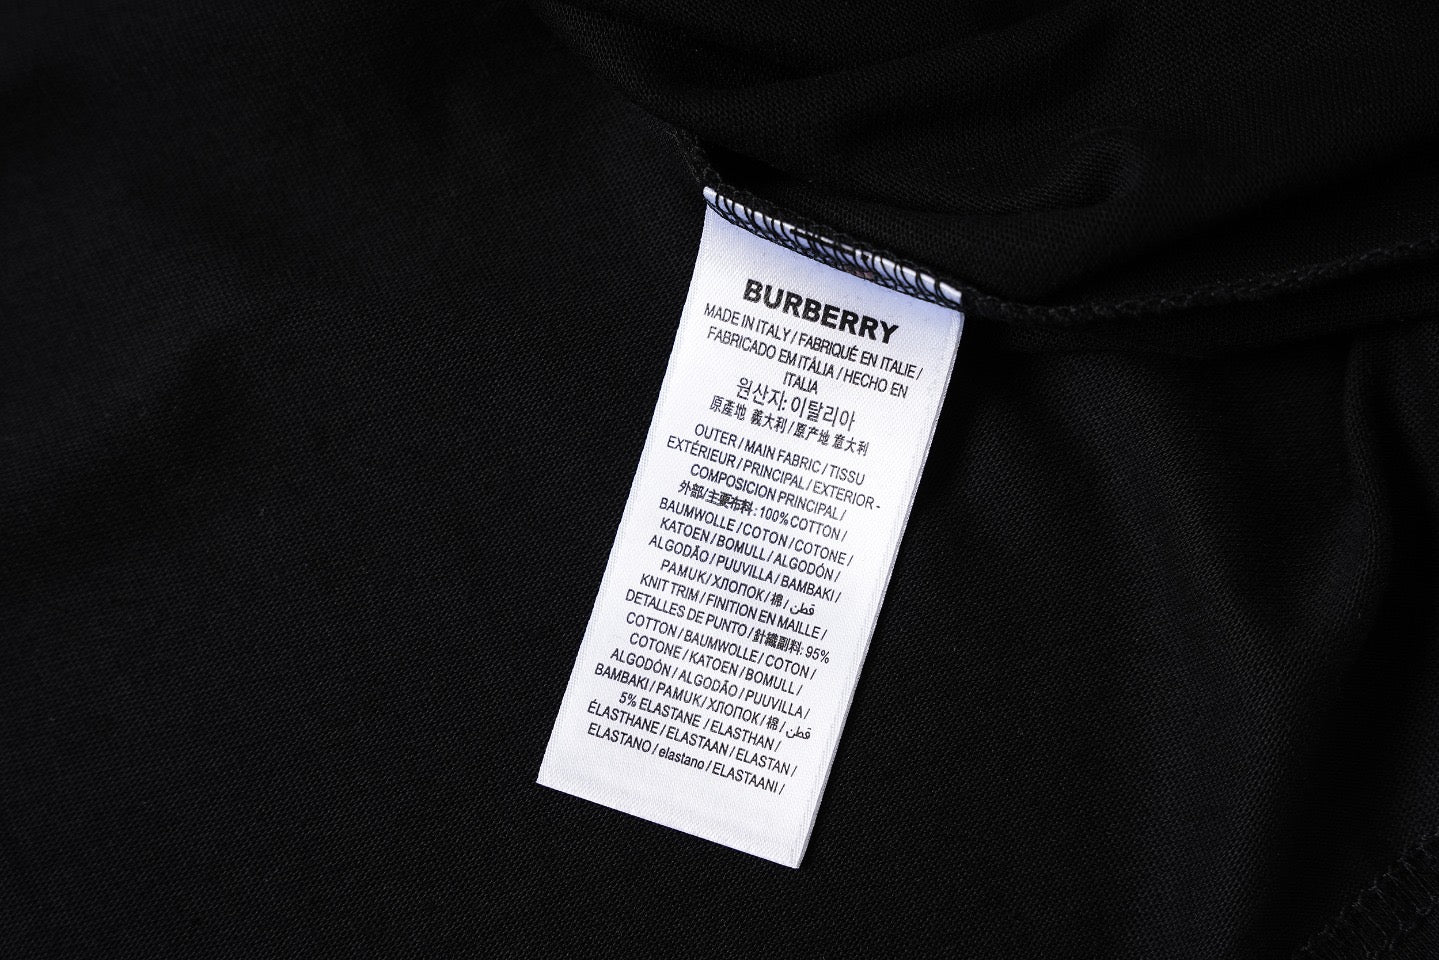 BURBERRY
MADE IN ITALY / FABRIQUÉ EN ITALIE /
FABRICADO EM ITÁLIA / HECHO EN
ITALIA
원산지: 이탈리아
原產地 義大利 / 原产地 意大利
OUTER / MAIN FABRIC / TISSU
EXTÉRIEUR / PRINCIPAL / EXTERIOR -
COMPOSICION PRINCIPAL /
外部/主要布料: 100% COTTON /
BAUMWOLLE / COTON / COTONE /
KATOEN / BOMULL / ALGODÓN /
ALGODÃO / PUUVILLA / BAMBAKI /
PAMUK / ХЛОПОК / 棉 / قطن
KNIT TRIM / FINITION EN MAILLE /
DETALLES DE PUNTO / 針織副料: 95%
COTTON / BAUMWOLLE / COTON /
COTONE / KATOEN / BOMULL /
ALGODÓN / ALGODÃO / PUUVILLA /
BAMBAKI / PAMUK / ХЛОПОК / 棉 / قطن
5% ELASTANE / ELASTHAN /
ÉLASTHANE / ELASTAAN / ELASTAN /
ELASTANO / elastano / ELASTAANI /